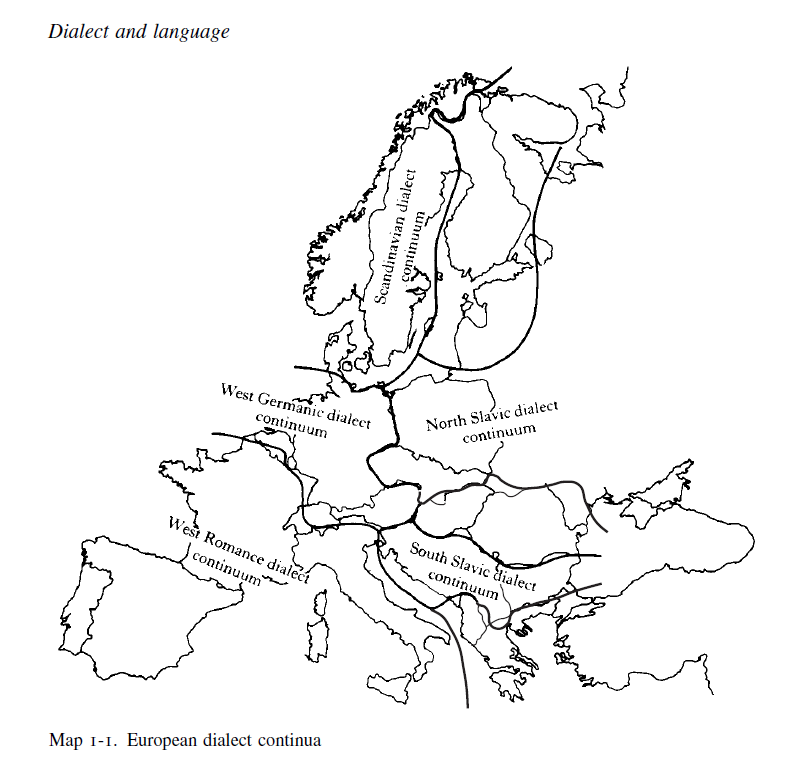 Dialect and language
Scandinavian dialect
continuum
West Germanic dialect
continuum
North Slavic dialect
continuum
West Romance dialect
continuum
South Slavic dialect
continuum
Map 1-1. European dialect continua